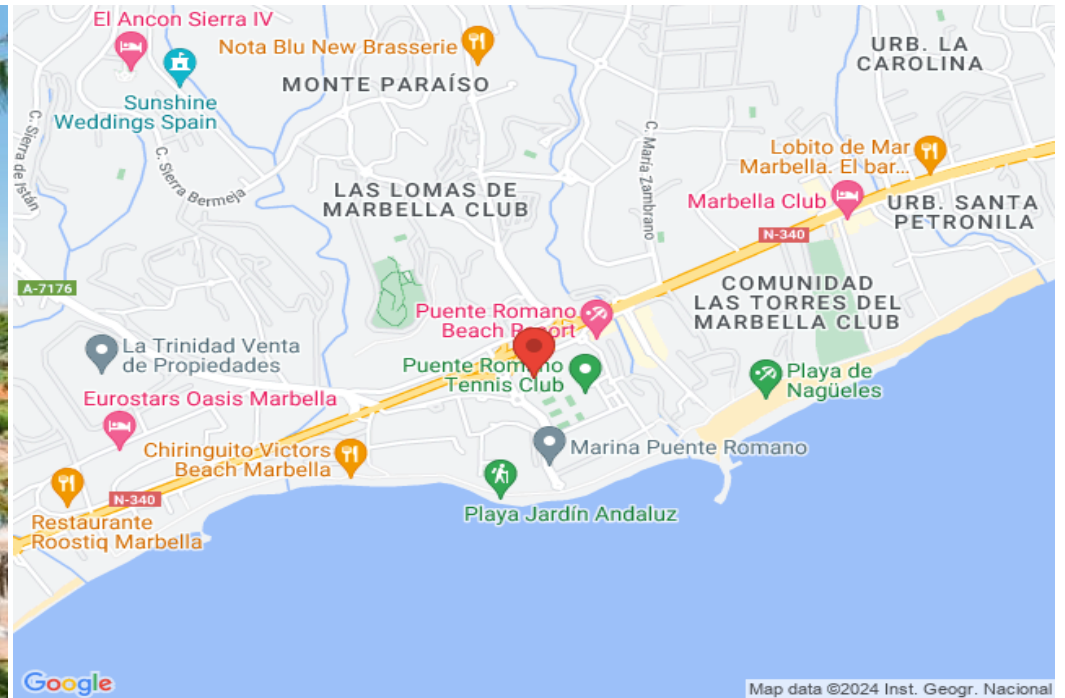 El Ancon Sierra IV
Nota Blu New Brasserie
URB. LA
CAROLINA
MONTE PARAÍSO
Sunshine
Weddings Spain
C. Sierra de Istán
C. Sierra Bermeja
C. María Zambrano
Lobito de Mar
Marbella. El bar...
LAS LOMAS DE
MARBELLA CLUB
Marbella Club
URB. SANTA
PETRONILA
N-340
A-7176
COMUNIDAD
LAS TORRES DEL
MARBELLA CLUB
Puente Romano
Beach Resort
La Trinidad Venta
de Propiedades
Puente Romano
Tennis Club
Playa de
Nagüeles
Eurostars Oasis Marbella
Chiringuito Victors
Beach Marbella
Marina Puente Romano
N-340
Playa Jardín Andaluz
Restaurante
Roostiq Marbella
Google
Map data ©2024 Inst. Geogr. Nacional